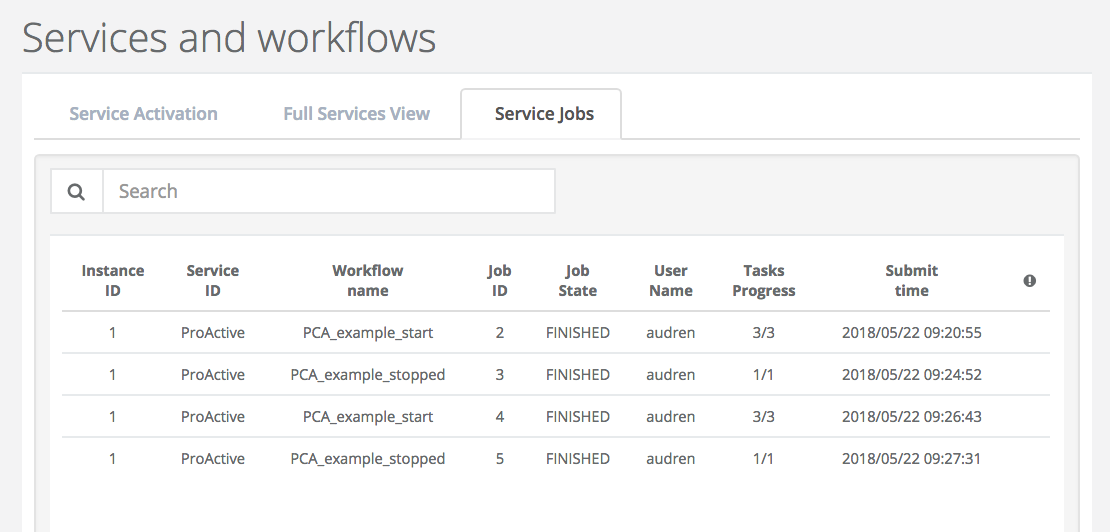 Services and workflows
Service Activation Full Services View Service Jobs
Search
Instance ID Service ID Workflow name Job ID Job State User Name Tasks Progress Submit time
1 ProActive PCA_example_start 2 FINISHED audren 3/3 2018/05/22 09:20:55
1 ProActive PCA_example_stopped 3 FINISHED audren 1/1 2018/05/22 09:24:52
1 ProActive PCA_example_start 4 FINISHED audren 3/3 2018/05/22 09:26:43
1 ProActive PCA_example_stopped 5 FINISHED audren 1/1 2018/05/22 09:27:31